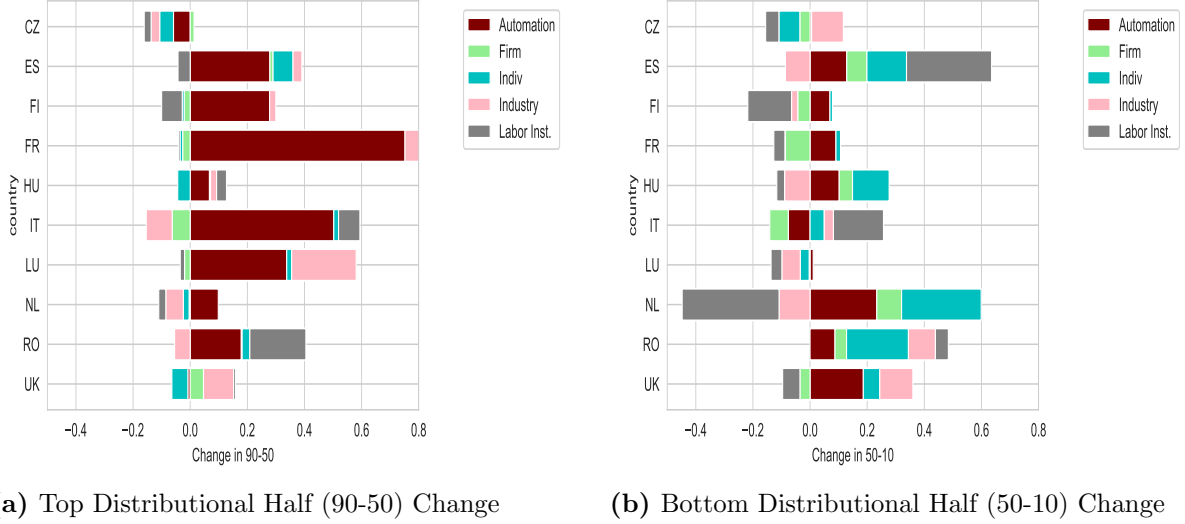 CZ
ES
FI
FR
HU
IT
LU
NL
RO
UK
country
−0.4
−0.2
0.0
0.2
0.4
0.6
0.8
Change in 90-50
Automation
Firm
Indiv
Industry
Labor Inst.
a) Top Distributional Half (90-50) Change
CZ
ES
FI
FR
HU
IT
LU
NL
RO
UK
country
−0.4
−0.2
0.0
0.2
0.4
0.6
0.8
Change in 50-10
Automation
Firm
Indiv
Industry
Labor Inst.
(b) Bottom Distributional Half (50-10) Change